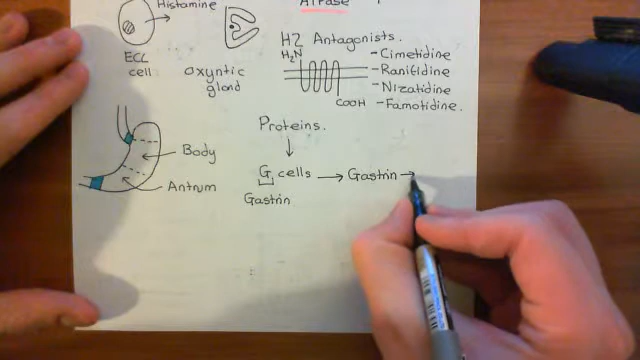 Histamine
ATPase
ECC
cell
oxyntic
gland
H2 Antagonists.
H2N
COOH
-Cimetidine
-Ranitidine
-Nizatidine
-Famotidine.
Body
Antrum
Proteins.
G cells → Gastrin →
Gastrin